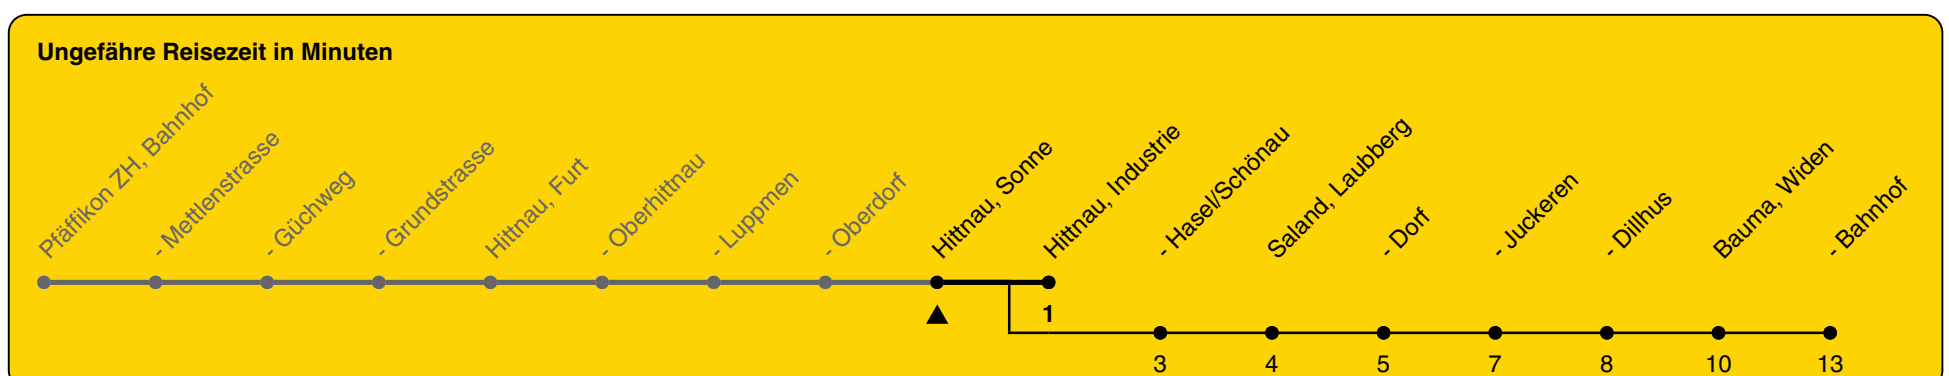 Ungefähre Reisezeit in Minuten
Pfäffikon ZH, Bahnhof
- Mettlenstrasse
- Güchweg
- Grundstrasse
Hittnau, Furt
- Oberhittnau
- Luppmen
- Oberdorf
Hittnau, Sonne
Hittnau, Industrie
- Hasel/Schönau
Saland, Laubberg
- Dorf
- Juckeren
- Dillhus
Bauma, Widen
- Bahnhof
1
3 4 5 7 8 10 13